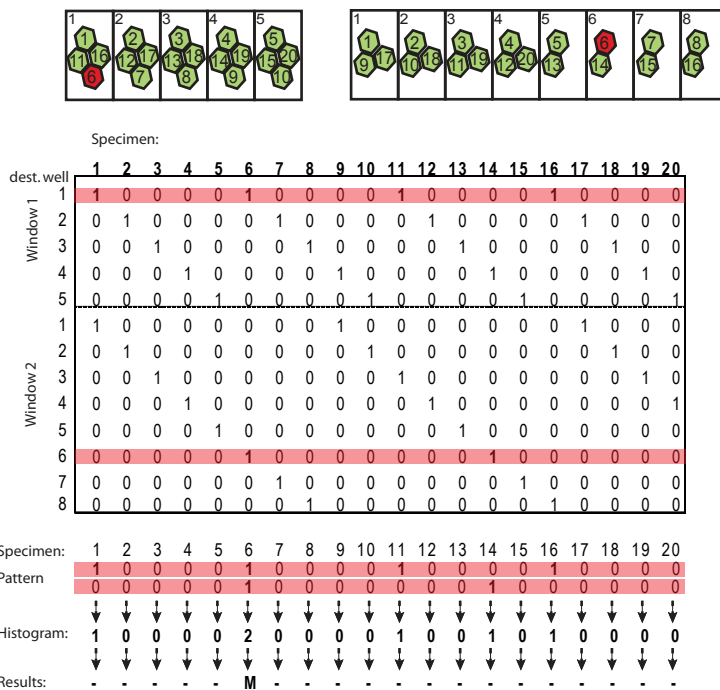 1 2 3 4 5
1 2 3 4 5
11 16 12 17 13 18 14 19 15 20
6 7 8 9 10
1 2 3 4 5 6 7 8
1 2 3 4 5 6 7 8
9 17 10 18 11 19 12 20 13 14 15 16
Specimen:
dest. well 1 2 3 4 5 6 7 8 9 10 11 12 13 14 15 16 17 18 19 20
Window 1
1 1 0 0 0 0 1 0 0 0 0 1 0 0 0 0 1 0 0 0 0
2 0 1 0 0 0 0 1 0 0 0 0 1 0 0 0 0 1 0 0 0
3 0 0 1 0 0 0 0 1 0 0 0 0 1 0 0 0 0 1 0 0
4 0 0 0 1 0 0 0 0 1 0 0 0 0 1 0 0 0 0 1 0
5 0 0 0 0 1 0 0 0 0 1 0 0 0 0 1 0 0 0 0 1
Window 2
1 1 0 0 0 0 0 0 0 1 0 0 0 0 0 0 0 1 0 0 0
2 0 1 0 0 0 0 0 0 0 1 0 0 0 0 0 0 0 1 0 0
3 0 0 1 0 0 0 0 0 0 0 1 0 0 0 0 0 0 0 1 0
4 0 0 0 1 0 0 0 0 0 0 0 1 0 0 0 0 0 0 0 1
5 0 0 0 0 1 0 0 0 0 0 0 0 1 0 0 0 0 0 0 0
6 0 0 0 0 0 1 0 0 0 0 0 0 0 1 0 0 0 0 0 0
7 0 0 0 0 0 0 1 0 0 0 0 0 0 0 1 0 0 0 0 0
8 0 0 0 0 0 0 0 1 0 0 0 0 0 0 0 1 0 0 0 0
Specimen: 1 2 3 4 5 6 7 8 9 10 11 12 13 14 15 16 17 18 19 20
Pattern
1 0 0 0 0 1 0 0 0 0 1 0 0 0 0 1 0 0 0 0
0 0 0 0 0 1 0 0 0 0 0 0 0 1 0 0 0 0 0 0
Histogram: 1 0 0 0 0 2 0 0 0 0 1 0 0 1 0 1 0 0 0 0
Results: - - - - - M - - - - - - - - - - - - - -